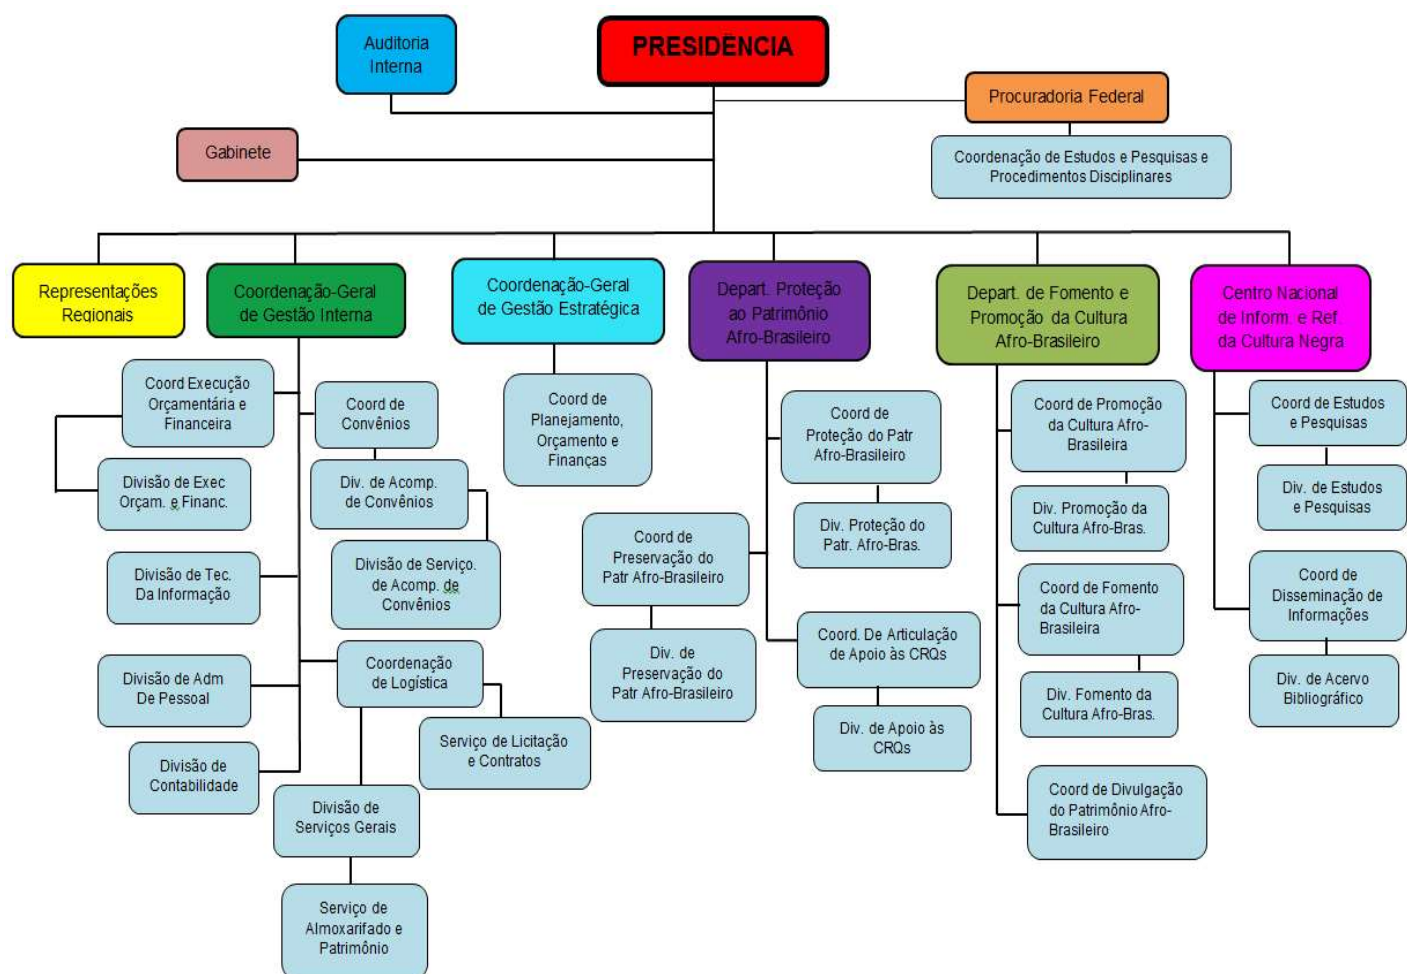 Auditoria
Interna
PRESIDÊNCIA
Procuradoria Federal
Gabinete
Coordenação de Estudos e Pesquisas e
Procedimentos Disciplinares
Representações
Regionais
Coordenação-Geral
de Gestão Interna
Coordenação-Geral
de Gestão Estratégica
Depart. Proteção
ao Patrimônio
Afro-Brasileiro
Depart. de Fomento e
Promoção da Cultura
Afro-Brasileiro
Centro Nacional
de Inform. e Ref.
da Cultura Negra
Coord Execução
Orçamentária e
Financeira
Divisão de Exec
Orçam. e Financ.
Divisão de Tec.
Da Informação
Divisão de Adm
De Pessoal
Divisão de
Contabilidade
Coord de
Convênios
Div. de Acomp.
de Convênios
Divisão de Serviço.
de Acomp. de
Convênios
Coordenação
de Logística
Serviço de Licitação
e Contratos
Divisão de
Serviços Gerais
Serviço de
Almoxarifado e
Patrimônio
Coord de
Planejamento,
Orçamento e
Finanças
Coord de
Proteção do Patr
Afro-Brasileiro
Div. Proteção do
Patr. Afro-Bras.
Coord de
Preservação do
Patr Afro-Brasileiro
Div. de
Preservação do
Patr Afro-Brasileiro
Coord. De Articulação
de Apoio às CRQs
Div. de Apoio às
CRQs
Coord de Promoção
da Cultura Afro-
Brasileira
Div. Promoção da
Cultura Afro-Bras.
Coord de Fomento
da Cultura Afro-
Brasileira
Div. Fomento da
Cultura Afro-Bras.
Coord de Divulgação
do Patrimônio Afro-
Brasileiro
Coord de Estudos
e Pesquisas
Div. de Estudos
e Pesquisas
Coord de
Disseminação de
Informações
Div. de Acervo
Bibliográfico